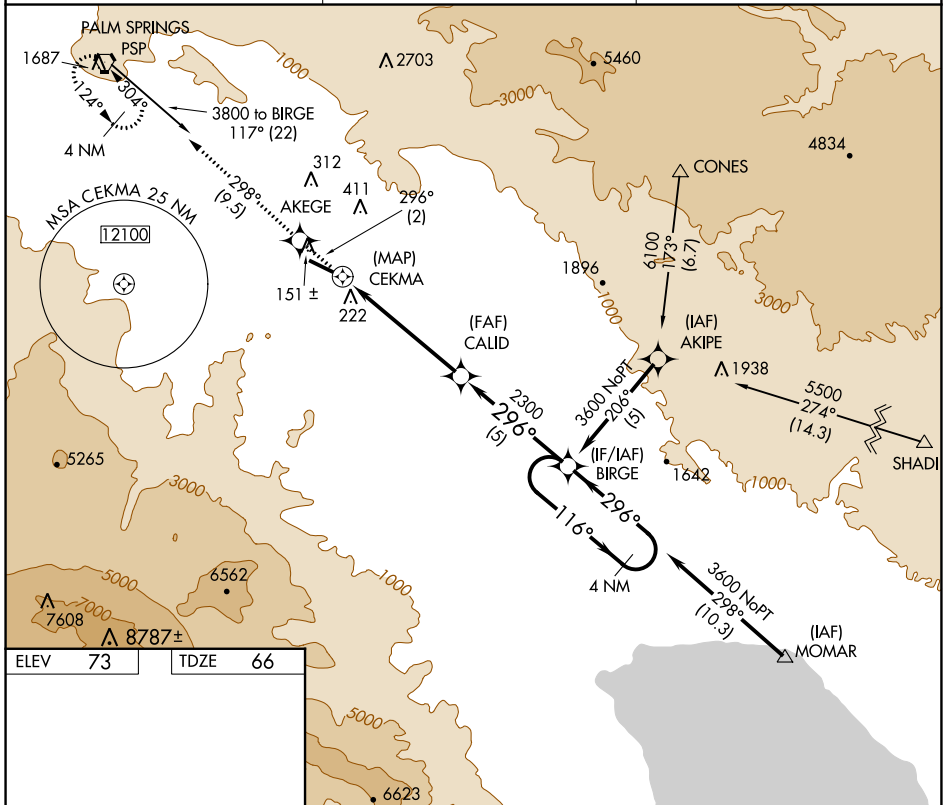 PALM SPRINGS
PSP
1687
304°
124°
4 NM
3800 to BIRGE
117° (22)
1000
2703
5460
3000
4834
CONES
6100
173°
(6.7)
312
411
298°
(9.5)
296°
(2)
AKEGE
(MAP)
CEKMA
151 ±
222
MSA CEKMA 25 NM
12100
1896
1000
3000
(IAF)
AKIPE
1938
5500
274°
(14.3)
SHADI
(FAF)
CALID
3600 NoPT
206°
(5)
2300
296°
(5)
(IF/IAF)
BIRGE
1642
1000
296°
116°
4 NM
3600 NoPT
298°
(10.3)
(IAF)
MOMAR
5265
3000
5000
6562
1000
7608
7000
8787±
ELEV 73
TDZE 66
5000
6623